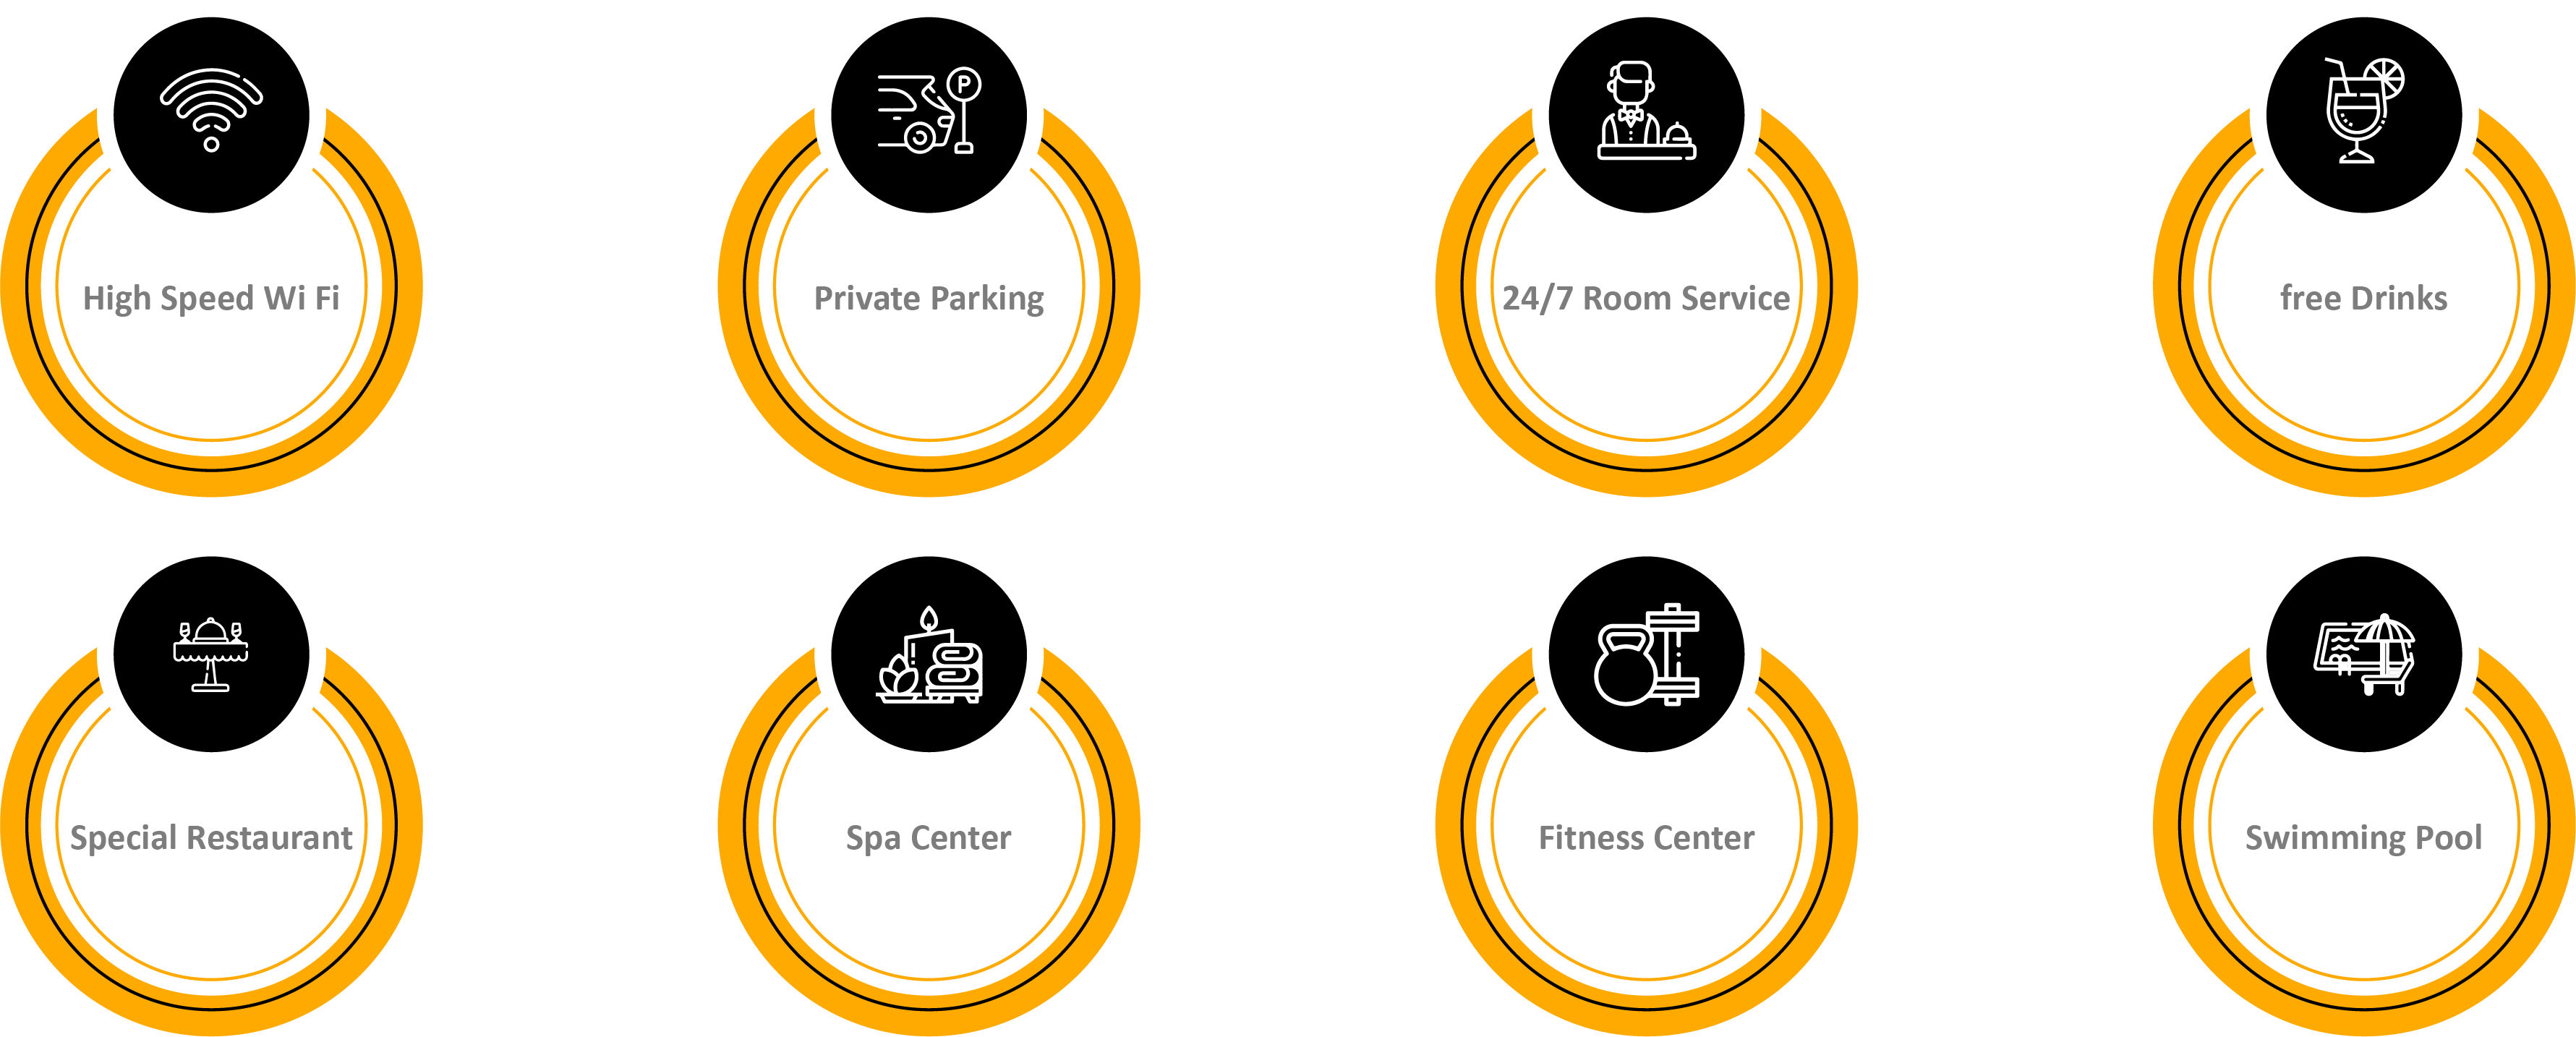 P
High Speed Wi Fi
Private Parking
24/7 Room Service
free Drinks
Special Restaurant
Spa Center
Fitness Center
Swimming Pool